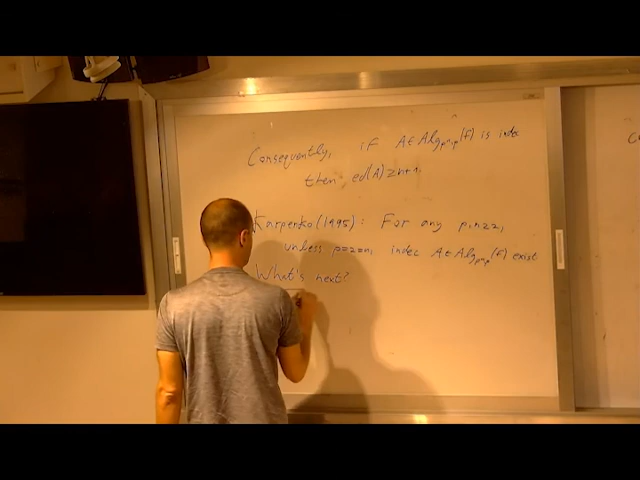 Consequently, if A ∈ Alg_{p^n,p}(F) is inde
then ed(A) ≥ n+1.
Karpenko (1995): For any p, n≥2,
unless p=2=n, indec A ∈ Alg_{p^n,p}(F) exist
What's next?